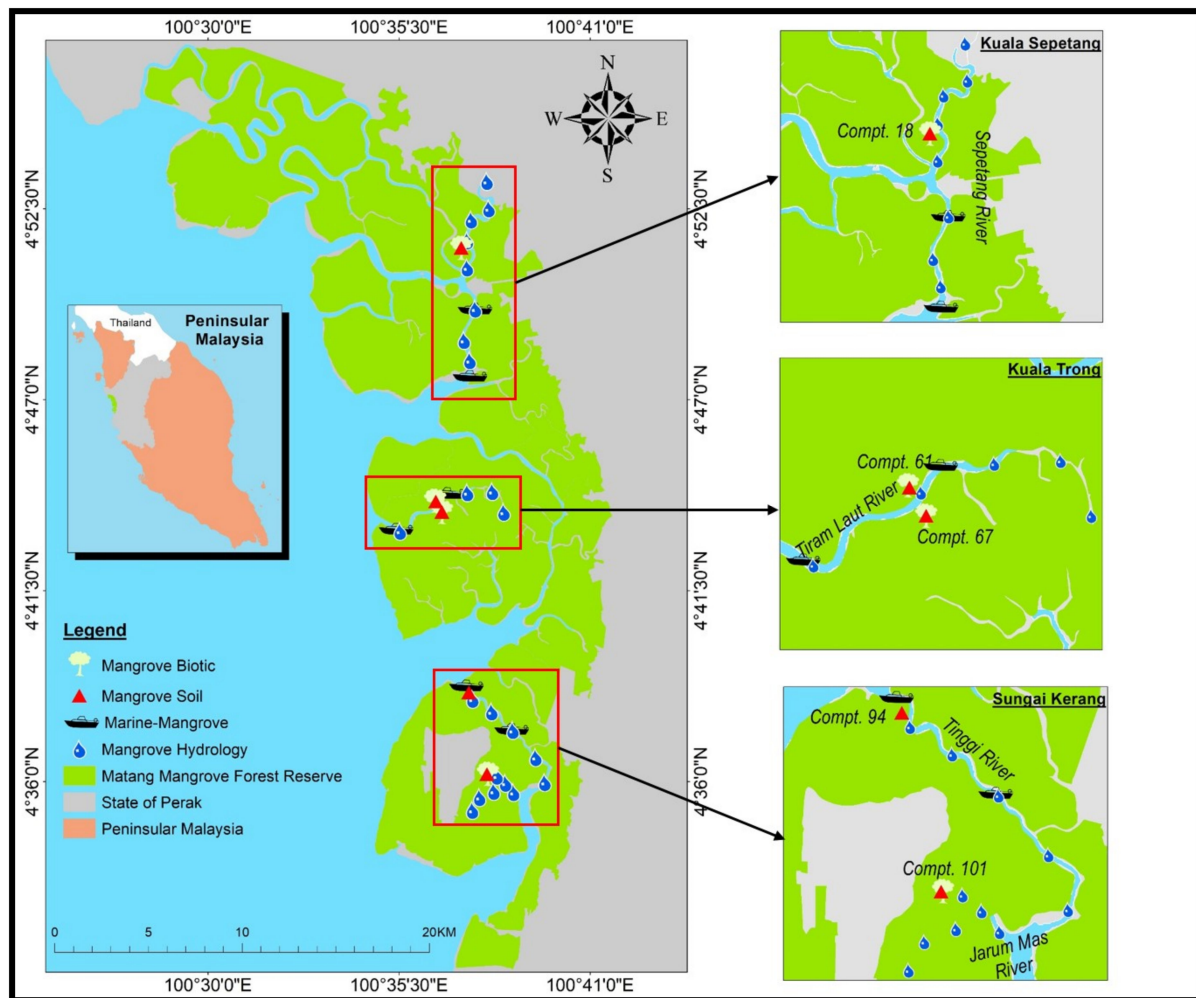 100°30'0"E
100°35'30"E
100°41'0"E
4°52'30"N
4°47'0"N
4°41'30"N
4°36'0"N
4°52'30"N
4°47'0"N
4°41'30"N
4°36'0"N
N
W
E
S
Thailand
Peninsular
Malaysia
Legend
Mangrove Biotic
Mangrove Soil
Marine-Mangrove
Mangrove Hydrology
Matang Mangrove Forest Reserve
State of Perak
Peninsular Malaysia
0
5
10
20KM
100°30'0"E
100°35'30"E
100°41'0"E
Kuala Sepetang
Compt. 18
Sepetang River
Kuala Trong
Compt. 61
Tiram Laut River
Compt. 67
Sungai Kerang
Compt. 94
Tinggi River
Compt. 101
Jarum Mas
River